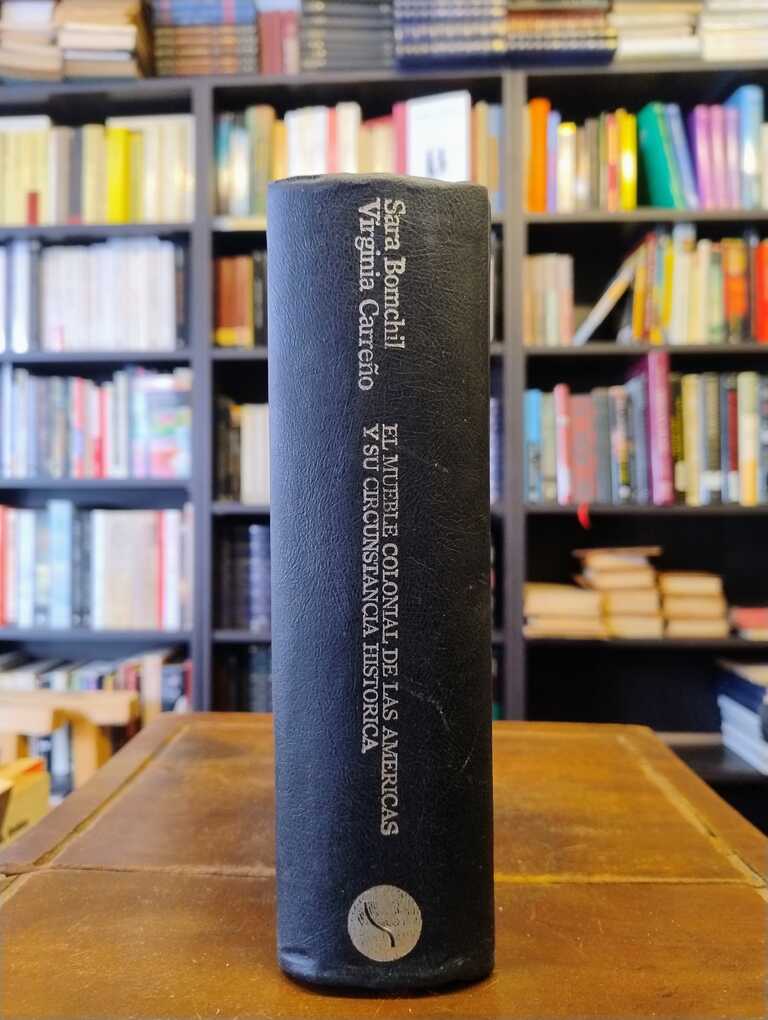 Sara Bomchil
Virginia Carreño
EL MUEBLE COLONIAL DE LAS AMERICAS
Y SU CIRCUNSTANCIA HISTORICA